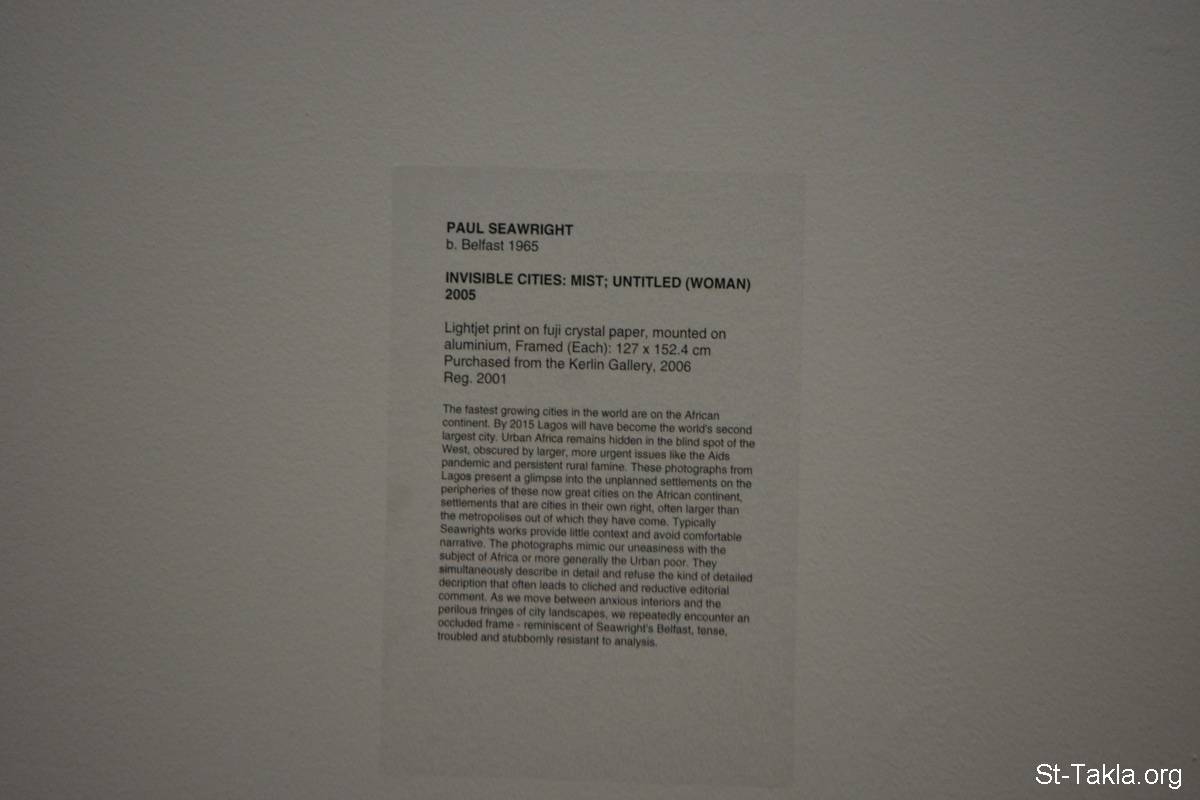 PAUL SEAWRIGHT
b. Belfast 1965
INVISIBLE CITIES: MIST; UNTITLED (WOMAN)
2005
Lightjet print on fuji crystal paper, mounted on
aluminium, Framed (Each): 127 x 152.4 cm
Purchased from the Kerlin Gallery, 2006
Reg. 2001
The fastest growing cities in the world are on the African
continent. By 2015 Lagos will have become the world's second
largest city. Urban Africa remains hidden in the blind spot of the
West, obscured by larger, more urgent issues like the Aids
pandemic and persistent rural famine. These photographs from
Lagos present a glimpse into the unplanned settlements on the
peripheries of these now great cities on the African continent,
settlements that are cities in their own right, often larger than
the metropolises out of which they have come. Typically
Seawrights works provide little context and avoid comfortable
narrative. The photographs mimic our uneasiness with the
subject of Africa or more generally the Urban poor. They
simultaneously describe in detail and refuse the kind of detailed
decription that often leads to cliched and reductive editorial
comment. As we move between anxious interiors and the
perilous fringes of city landscapes, we repeatedly encounter an
occluded frame - reminiscent of Seawright's Belfast, tense,
troubled and stubbornly resistant to analysis.
St-Takla.org